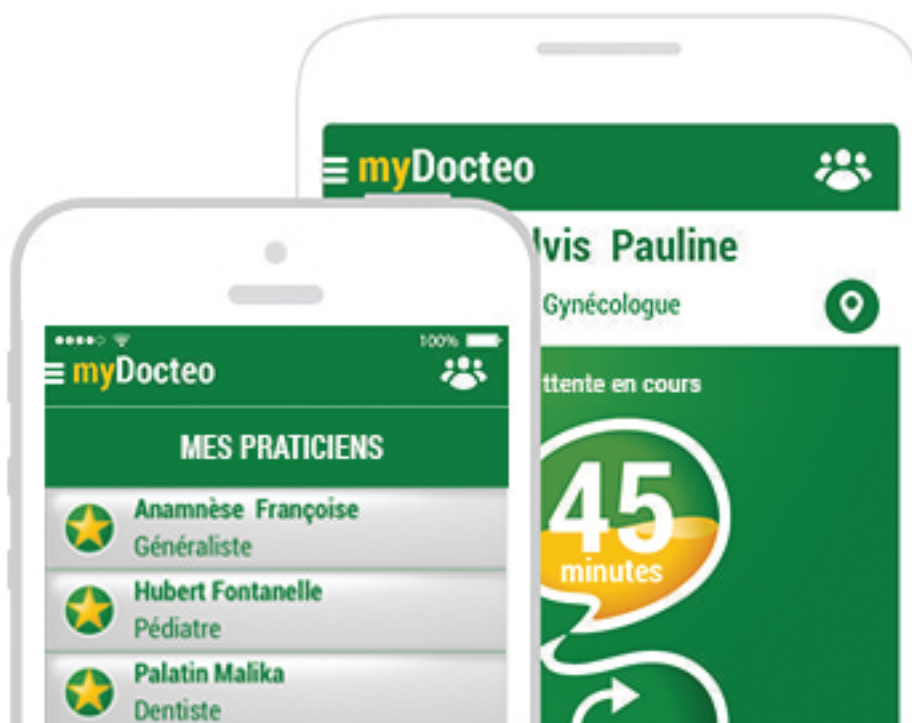 myDocteo
lvis Pauline
Gynécologue
ttente en cours
45
minutes
100%
myDocteo
MES PRATICIENS
Anamnèse Françoise
Généraliste
Hubert Fontanelle
Pédiatre
Palatin Malika
Dentiste